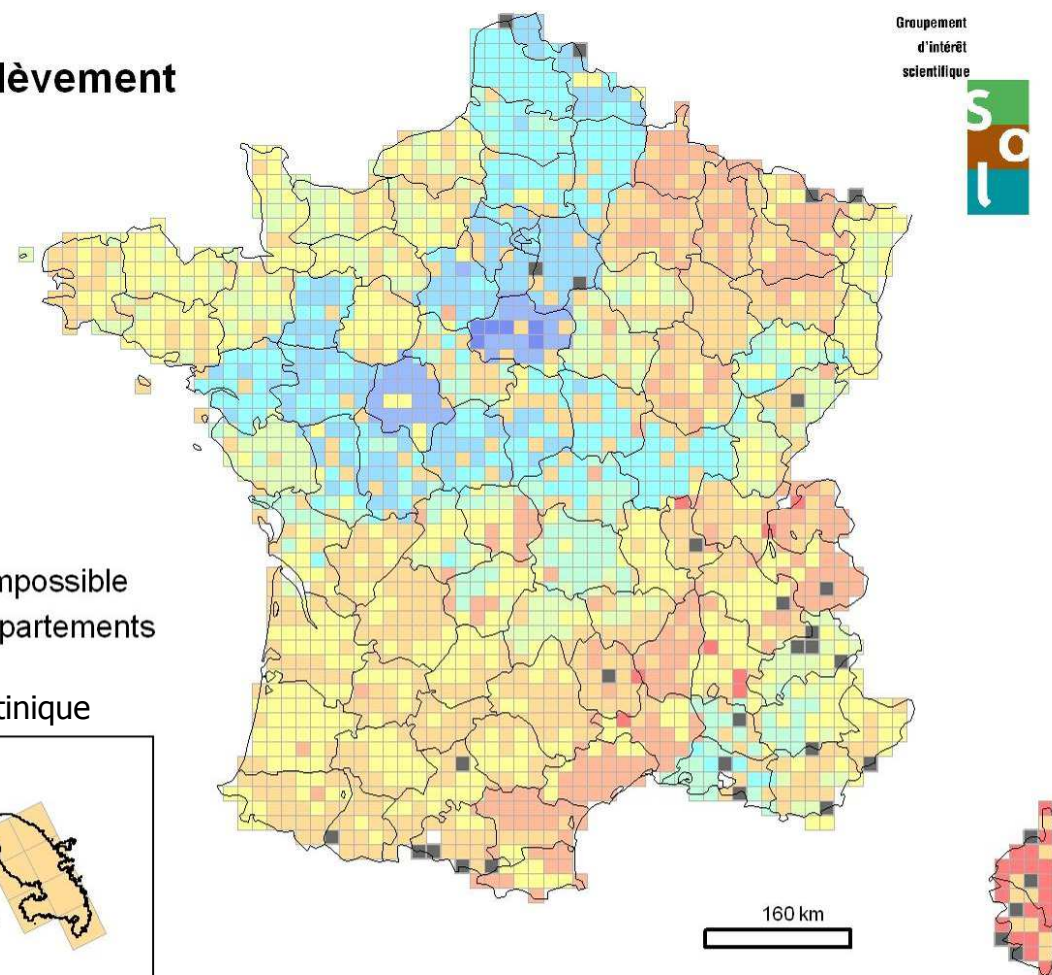 Groupement
d'intérêt
scientifique
lèvement
S
o
l
mpossible
partements
tinique
160 km